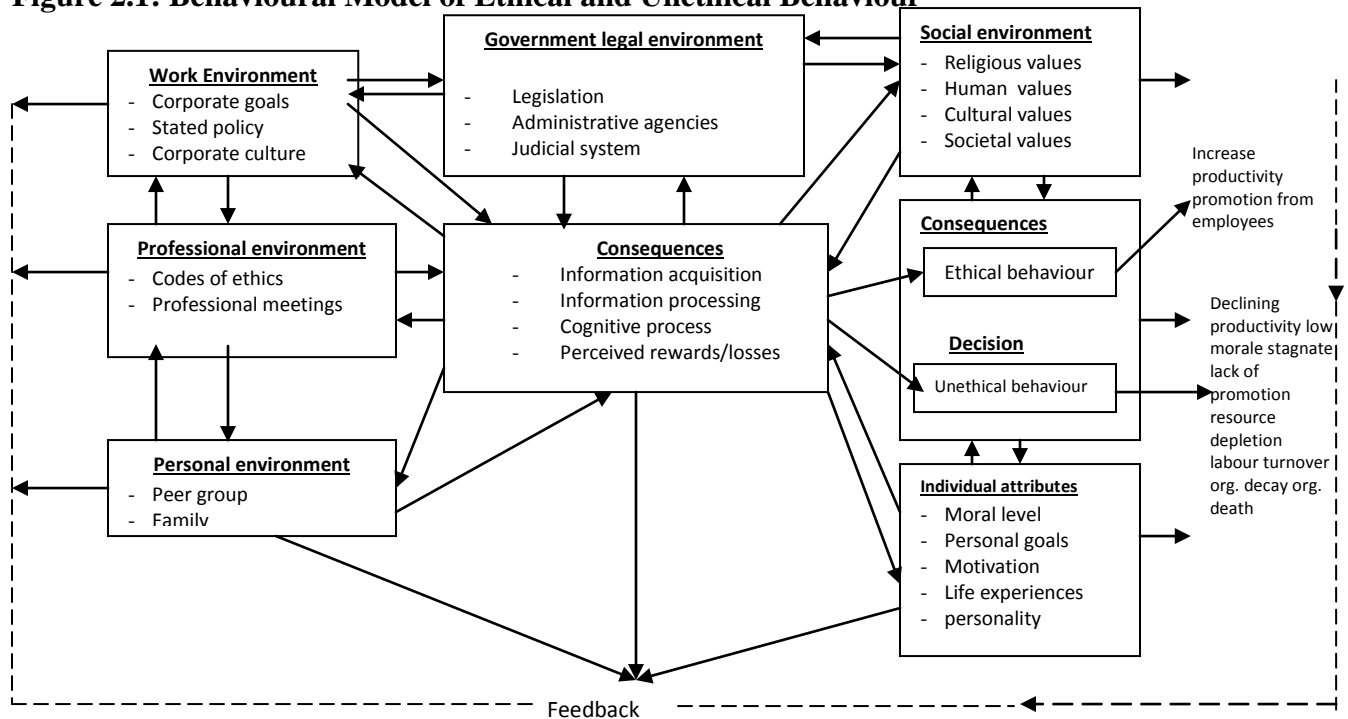 Figure 2.1: Behavioural Model of Ethical and Unethical Behaviour
Work Environment
- Corporate goals
- Stated policy
- Corporate culture
Government legal environment
- Legislation
- Administrative agencies
- Judicial system
Social environment
- Religious values
- Human values
- Cultural values
- Societal values
Increase
productivity
promotion from
employees
Professional environment
- Codes of ethics
- Professional meetings
Consequences
- Information acquisition
- Information processing
- Cognitive process
- Perceived rewards/losses
Consequences
Ethical behaviour
Decision
Unethical behaviour
Declining
productivity low
morale stagnate
lack of
promotion
resource
depletion
labour turnover
org. decay org.
death
Personal environment
- Peer group
- Family
Individual attributes
- Moral level
- Personal goals
- Motivation
- Life experiences
- personality
Feedback